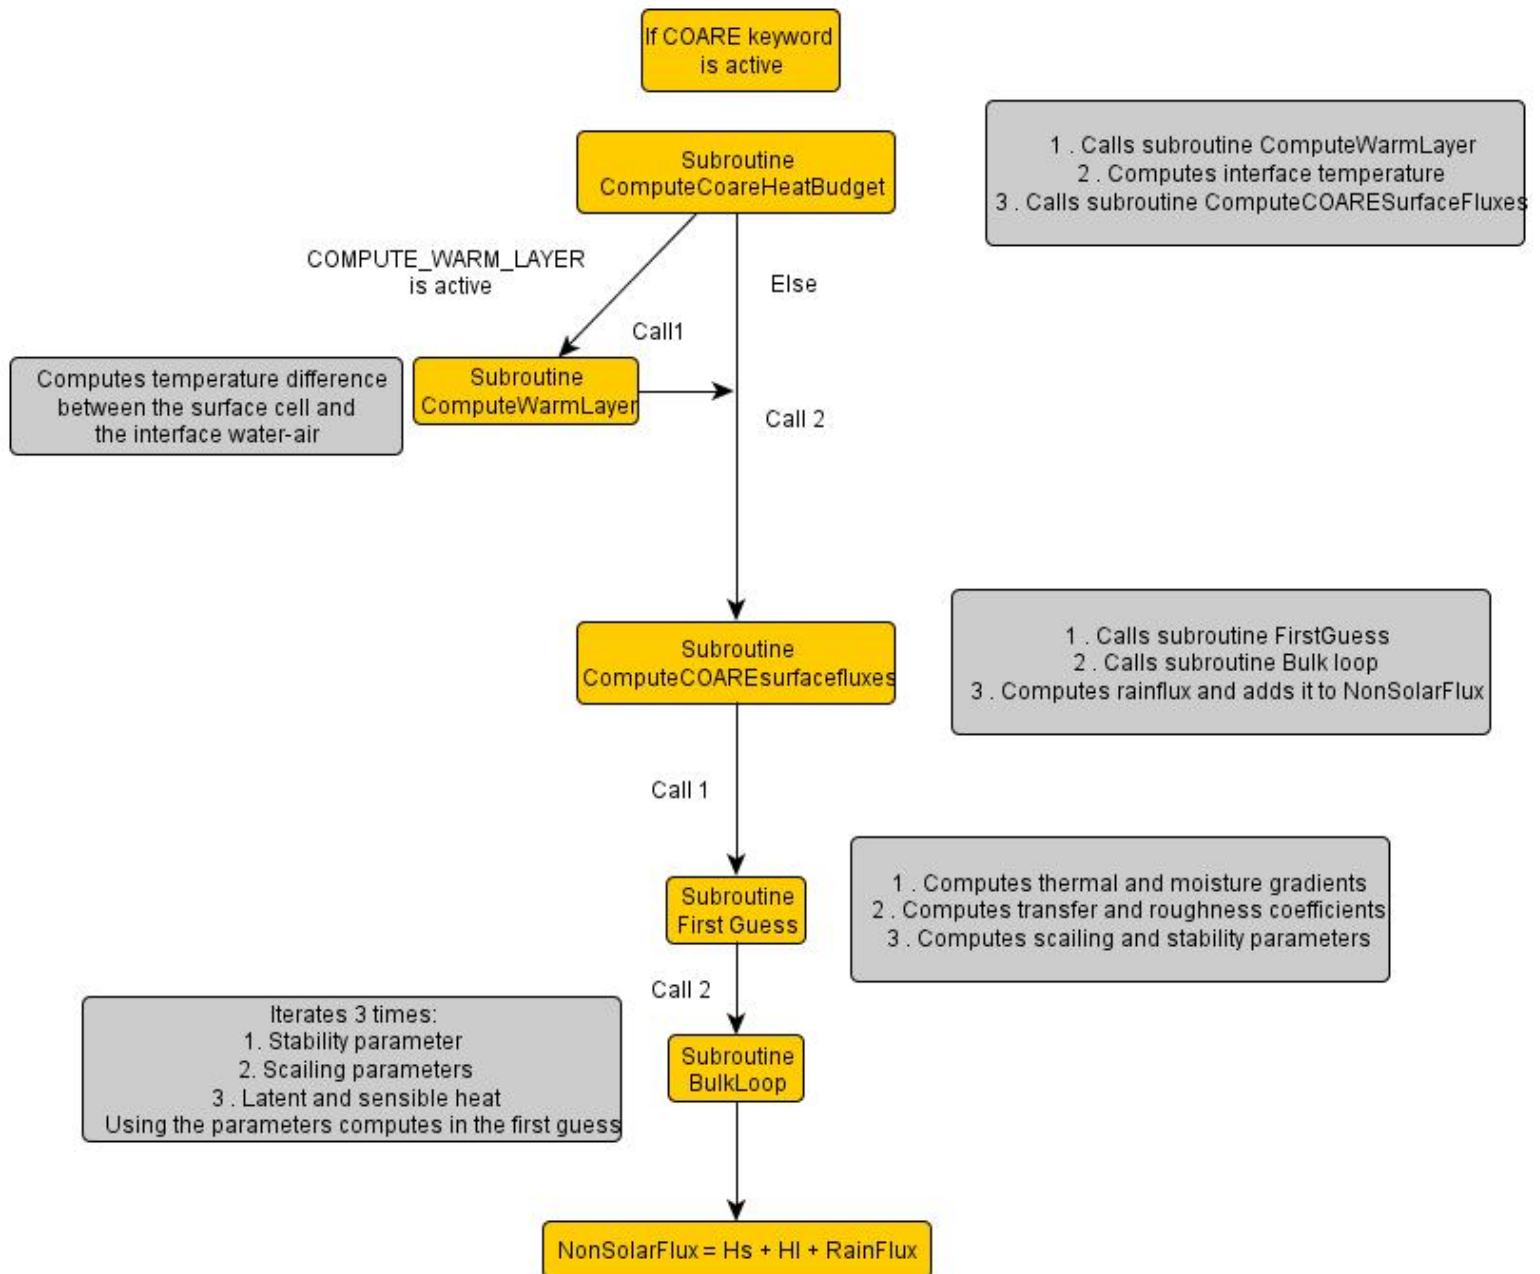 If COARE keyword
is active
Subroutine
ComputeCoareHeatBudget
1 . Calls subroutine ComputeWarmLayer
2 . Computes interface temperature
3 . Calls subroutine ComputeCOARESurfaceFluxes
COMPUTE_WARM_LAYER
is active
Else
Call1
Computes temperature difference
between the surface cell and
the interface water-air
Subroutine
ComputeWarmLayer
Call 2
Subroutine
ComputeCOAREsurfacefluxes
1 . Calls subroutine FirstGuess
2 . Calls subroutine Bulk loop
3 . Computes rainflux and adds it to NonSolarFlux
Call 1
Subroutine
First Guess
1 . Computes thermal and moisture gradients
2 . Computes transfer and roughness coefficients
3 . Computes scailing and stability parameters
Call 2
Iterates 3 times:
1. Stability parameter
2. Scailing parameters
3 . Latent and sensible heat
Using the parameters computes in the first guess
Subroutine
BulkLoop
NonSolarFlux = Hs + Hl + RainFlux